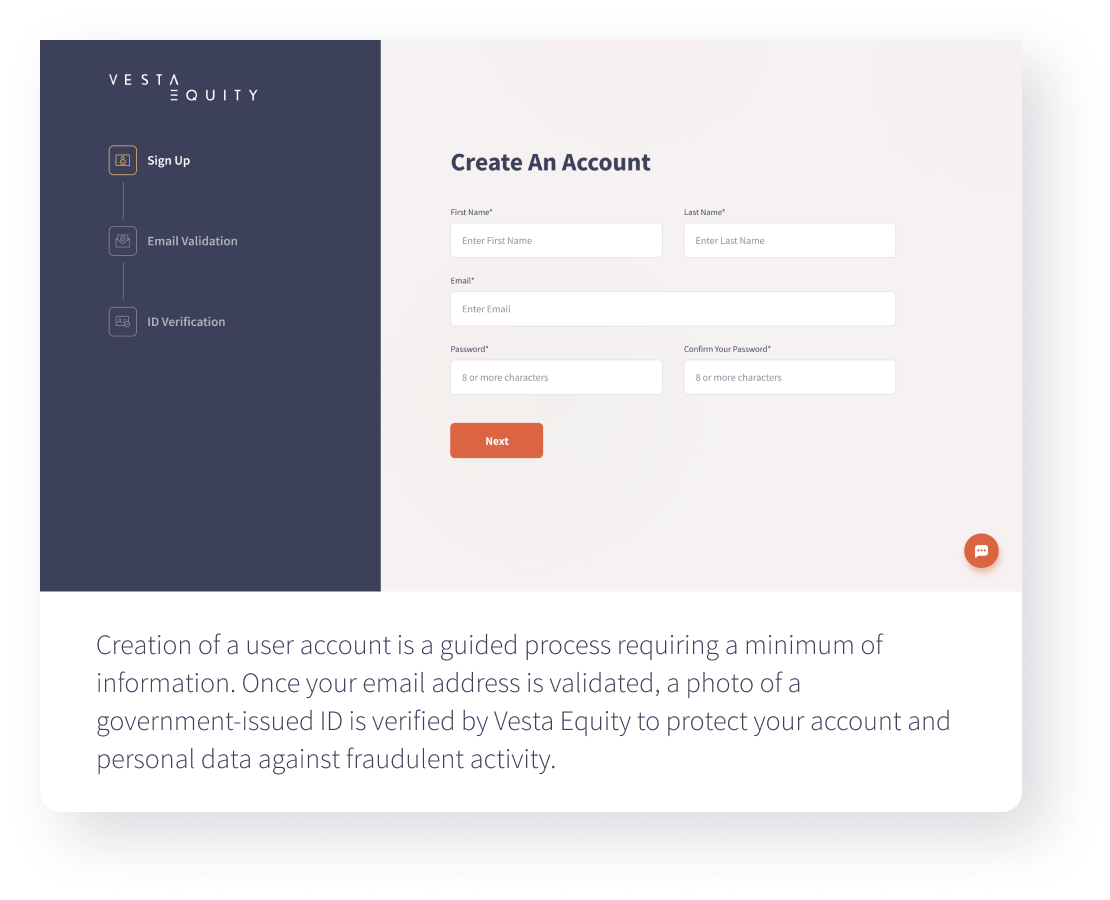 VESTA
EQUITY
Sign Up
Email Validation
ID Verification
Create An Account
First Name*
Last Name*
Enter First Name
Enter Last Name
Email*
Enter Email
Password*
Confirm Your Password*
8 or more characters
8 or more characters
Next
Creation of a user account is a guided process requiring a minimum of
information. Once your email address is validated, a photo of a
government-issued ID is verified by Vesta Equity to protect your account and
personal data against fraudulent activity.